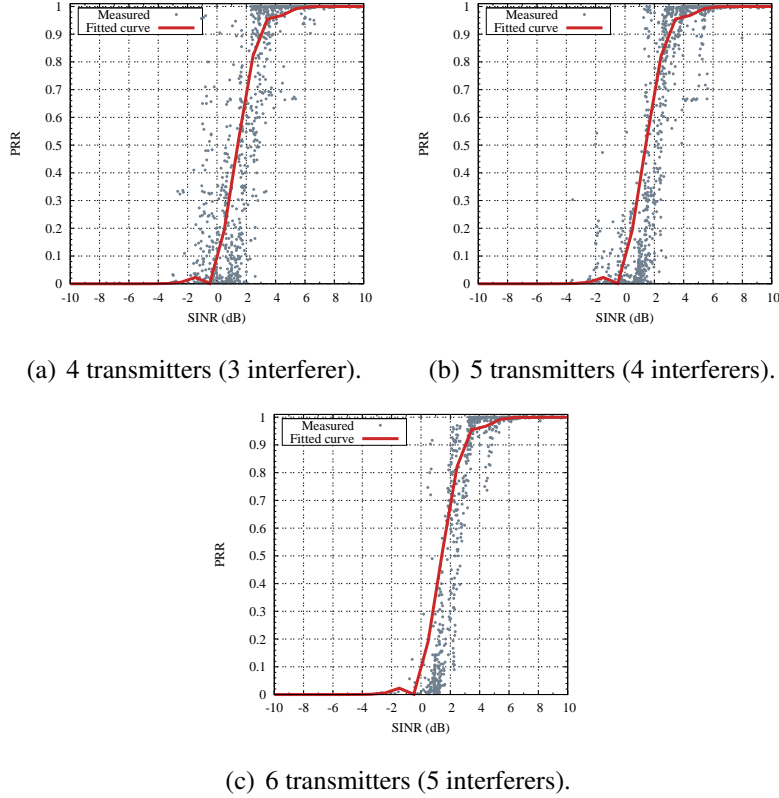 1
0.9
0.8
0.7
0.6
0.5
0.4
0.3
0.2
0.1
0
PRR
Measured
Fitted curve
-10 -8 -6 -4 -2 0 2 4 6 8 10
SINR (dB)
(a) 4 transmitters (3 interferer).
1
0.9
0.8
0.7
0.6
0.5
0.4
0.3
0.2
0.1
0
PRR
Measured
Fitted curve
-10 -8 -6 -4 -2 0 2 4 6 8 10
SINR (dB)
(b) 5 transmitters (4 interferers).
1
0.9
0.8
0.7
0.6
0.5
0.4
0.3
0.2
0.1
0
PRR
Measured
Fitted curve
-10 -8 -6 -4 -2 0 2 4 6 8 10
SINR (dB)
(c) 6 transmitters (5 interferers).